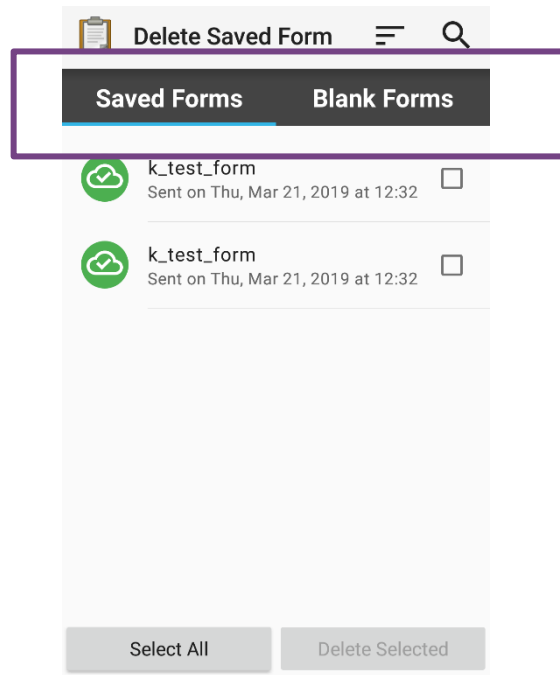 Delete Saved Form
Saved Forms Blank Forms
k_test_form
Sent on Thu, Mar 21, 2019 at 12:32
k_test_form
Sent on Thu, Mar 21, 2019 at 12:32
Select All Delete Selected